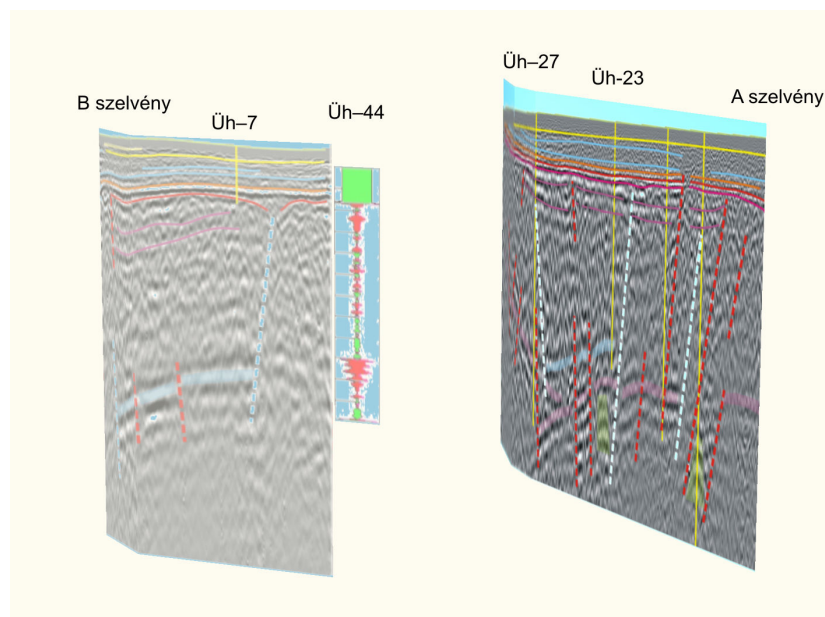 B szelvény
Üh–7
Üh–44
Üh–27
Üh-23
A szelvény